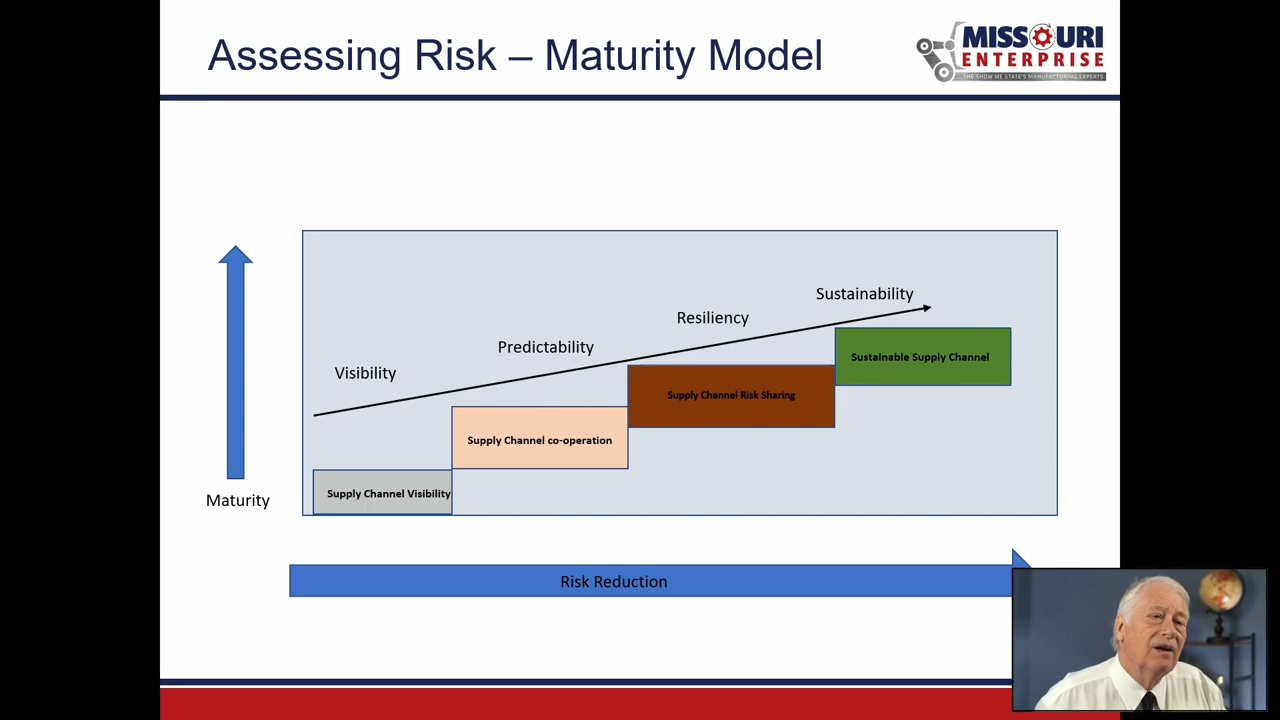 Assessing Risk – Maturity Model
MISSOURI
ENTERPRISE
THE SHOW ME STATE'S MANUFACTURING EXPERTS
Sustainability
Resiliency
Predictability
Visibility
Sustainable Supply Channel
Supply Channel Risk Sharing
Supply Channel co-operation
Supply Channel Visibility
Maturity
Risk Reduction